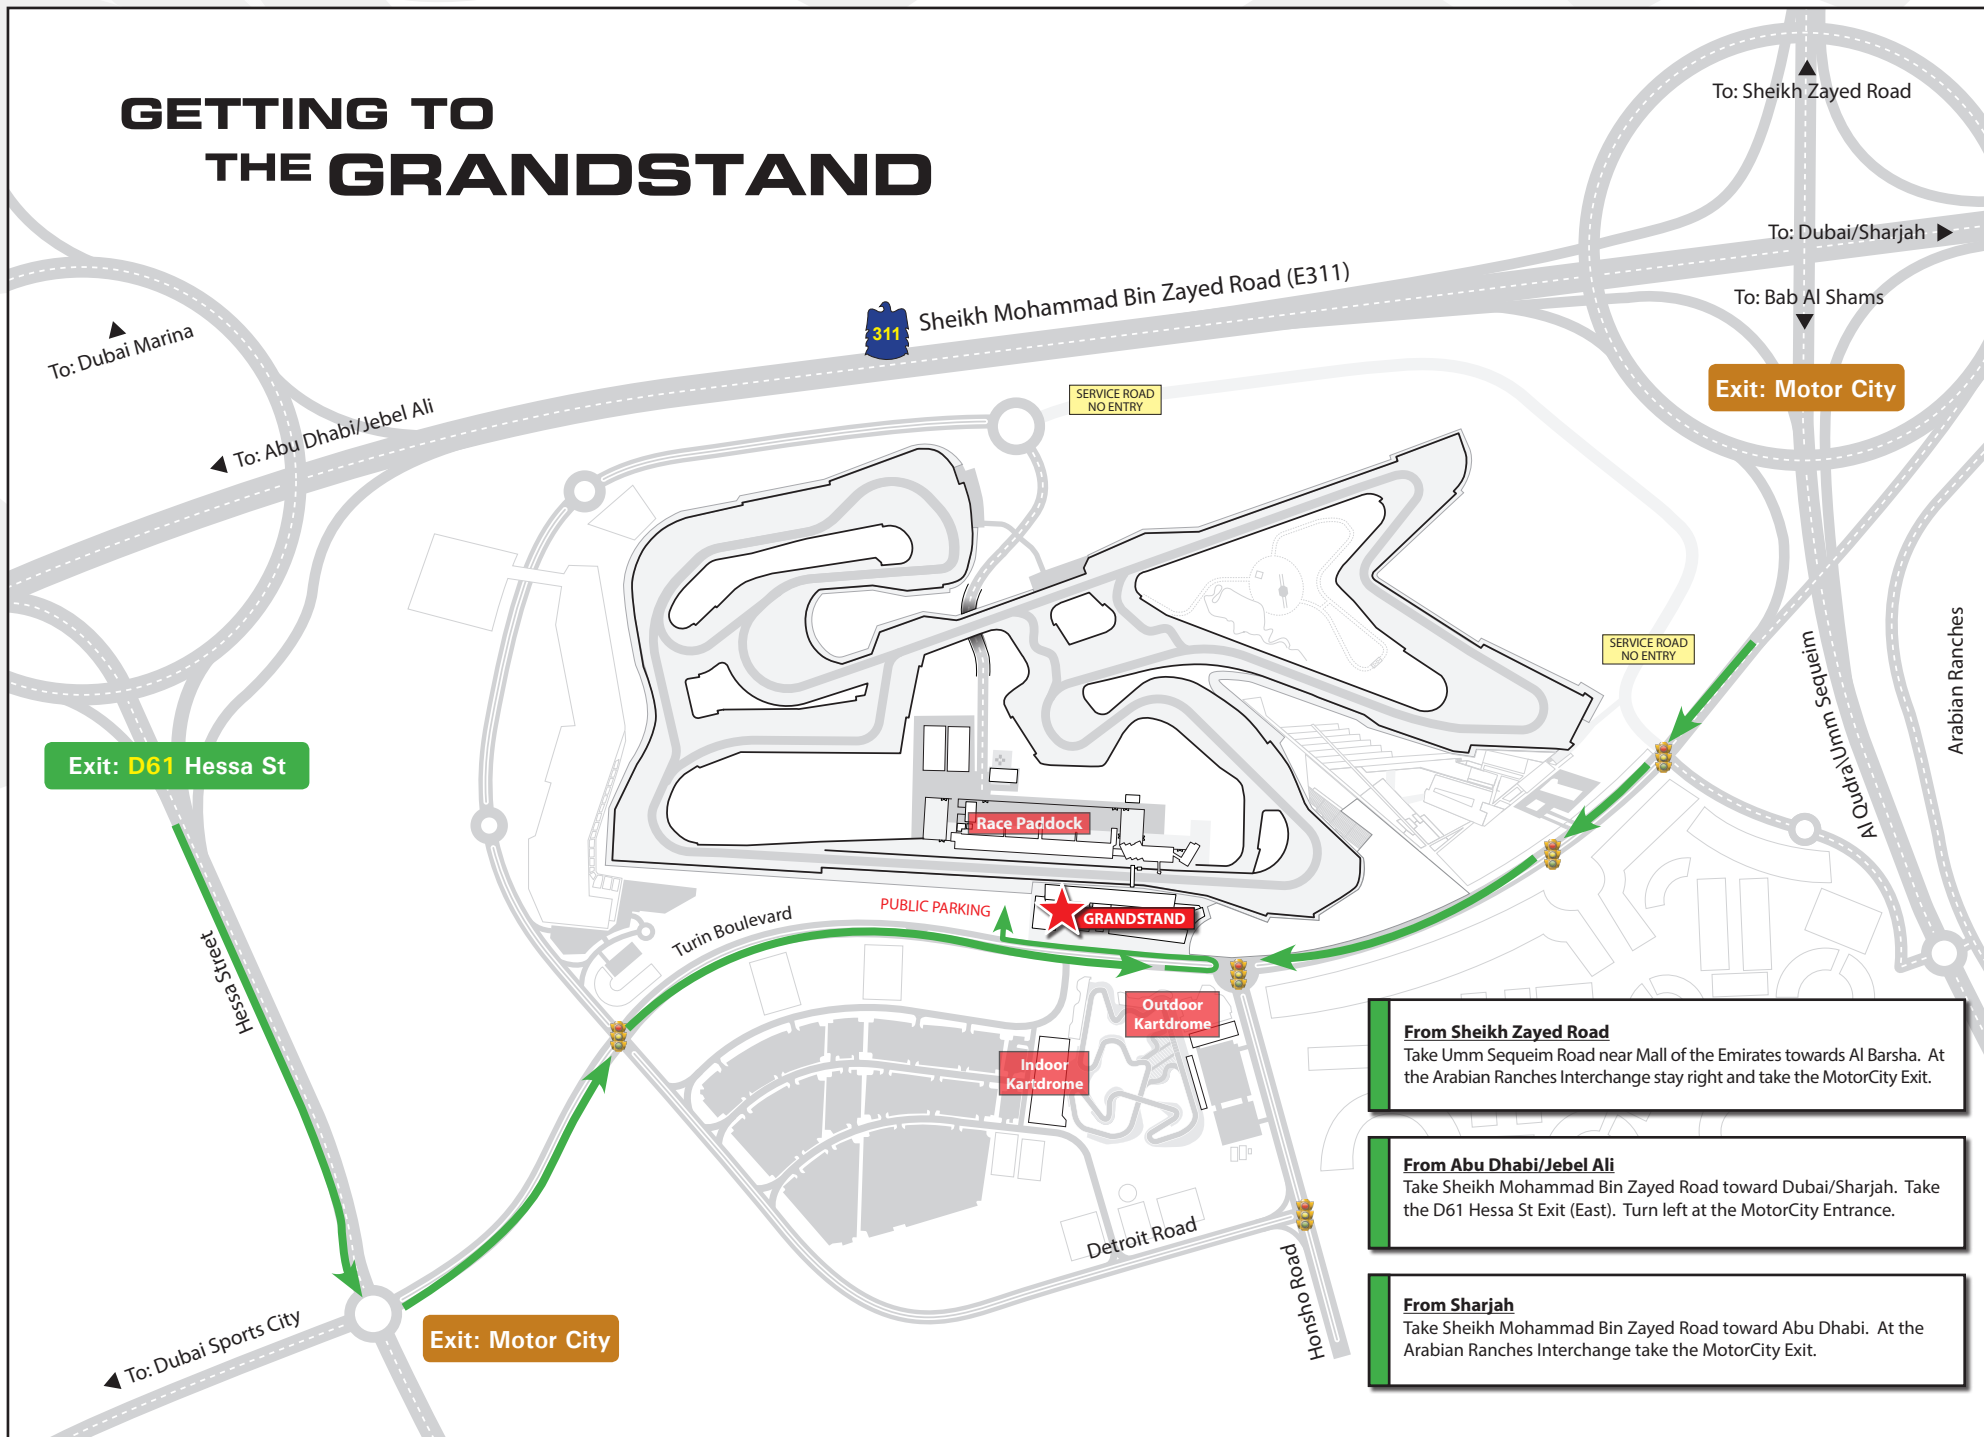 GETTING TO
THE GRANDSTAND
To: Sheikh Zayed Road
To: Dubai/Sharjah
To: Bab Al Shams
Exit: Motor City
311
Sheikh Mohammad Bin Zayed Road (E311)
To: Dubai Marina
To: Abu Dhabi/Jebel Ali
SERVICE ROAD
NO ENTRY
SERVICE ROAD
NO ENTRY
Al Qudra\Umm Sequeim
Arabian Ranches
Exit: D61 Hessa St
Hessa Street
Race Paddock
PUBLIC PARKING
GRANDSTAND
Turin Boulevard
Outdoor
Kartdrome
Indoor
Kartdrome
Detroit Road
Honsho Road
Exit: Motor City
To: Dubai Sports City
From Sheikh Zayed Road
Take Umm Sequeim Road near Mall of the Emirates towards Al Barsha. At
the Arabian Ranches Interchange stay right and take the MotorCity Exit.
From Abu Dhabi/Jebel Ali
Take Sheikh Mohammad Bin Zayed Road toward Dubai/Sharjah. Take
the D61 Hessa St Exit (East). Turn left at the MotorCity Entrance.
From Sharjah
Take Sheikh Mohammad Bin Zayed Road toward Abu Dhabi. At the
Arabian Ranches Interchange take the MotorCity Exit.